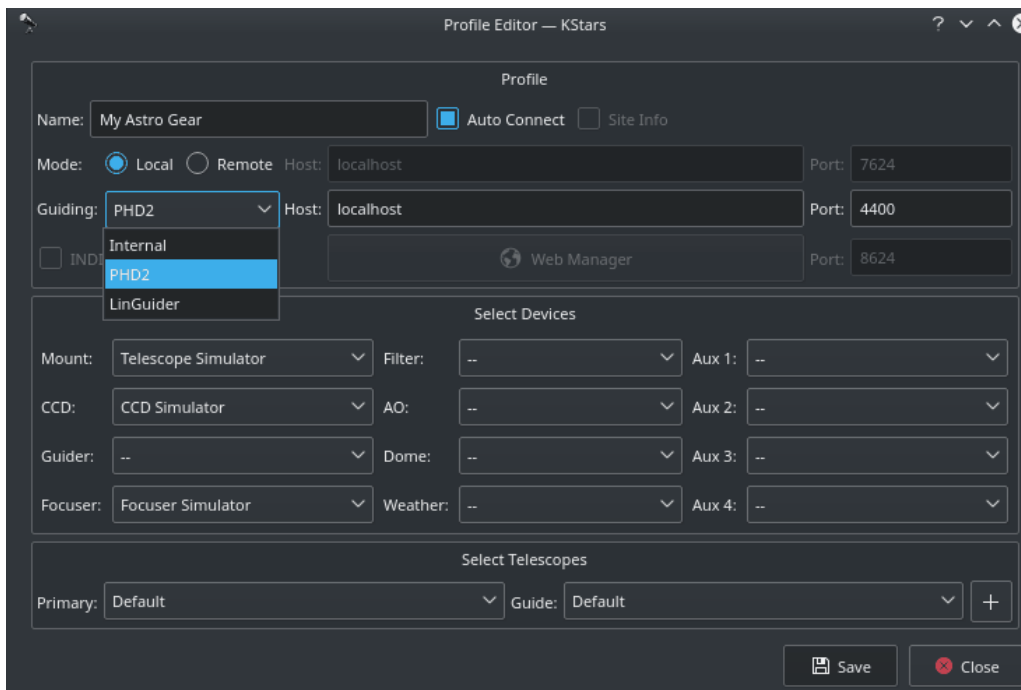 Profile Editor — KStars
Profile
Name: My Astro Gear Auto Connect Site Info
Mode: Local Remote Host: localhost Port: 7624
Guiding: PHD2 Host: localhost Port: 4400
Internal
INDI Web Manager Port: 8624
PHD2
LinGuider
Select Devices
Mount: Telescope Simulator Filter: -- Aux 1: --
CCD: CCD Simulator AO: -- Aux 2: --
Guider: -- Dome: -- Aux 3: --
Focuser: Focuser Simulator Weather: -- Aux 4: --
Select Telescopes
Primary: Default Guide: Default +
Save Close